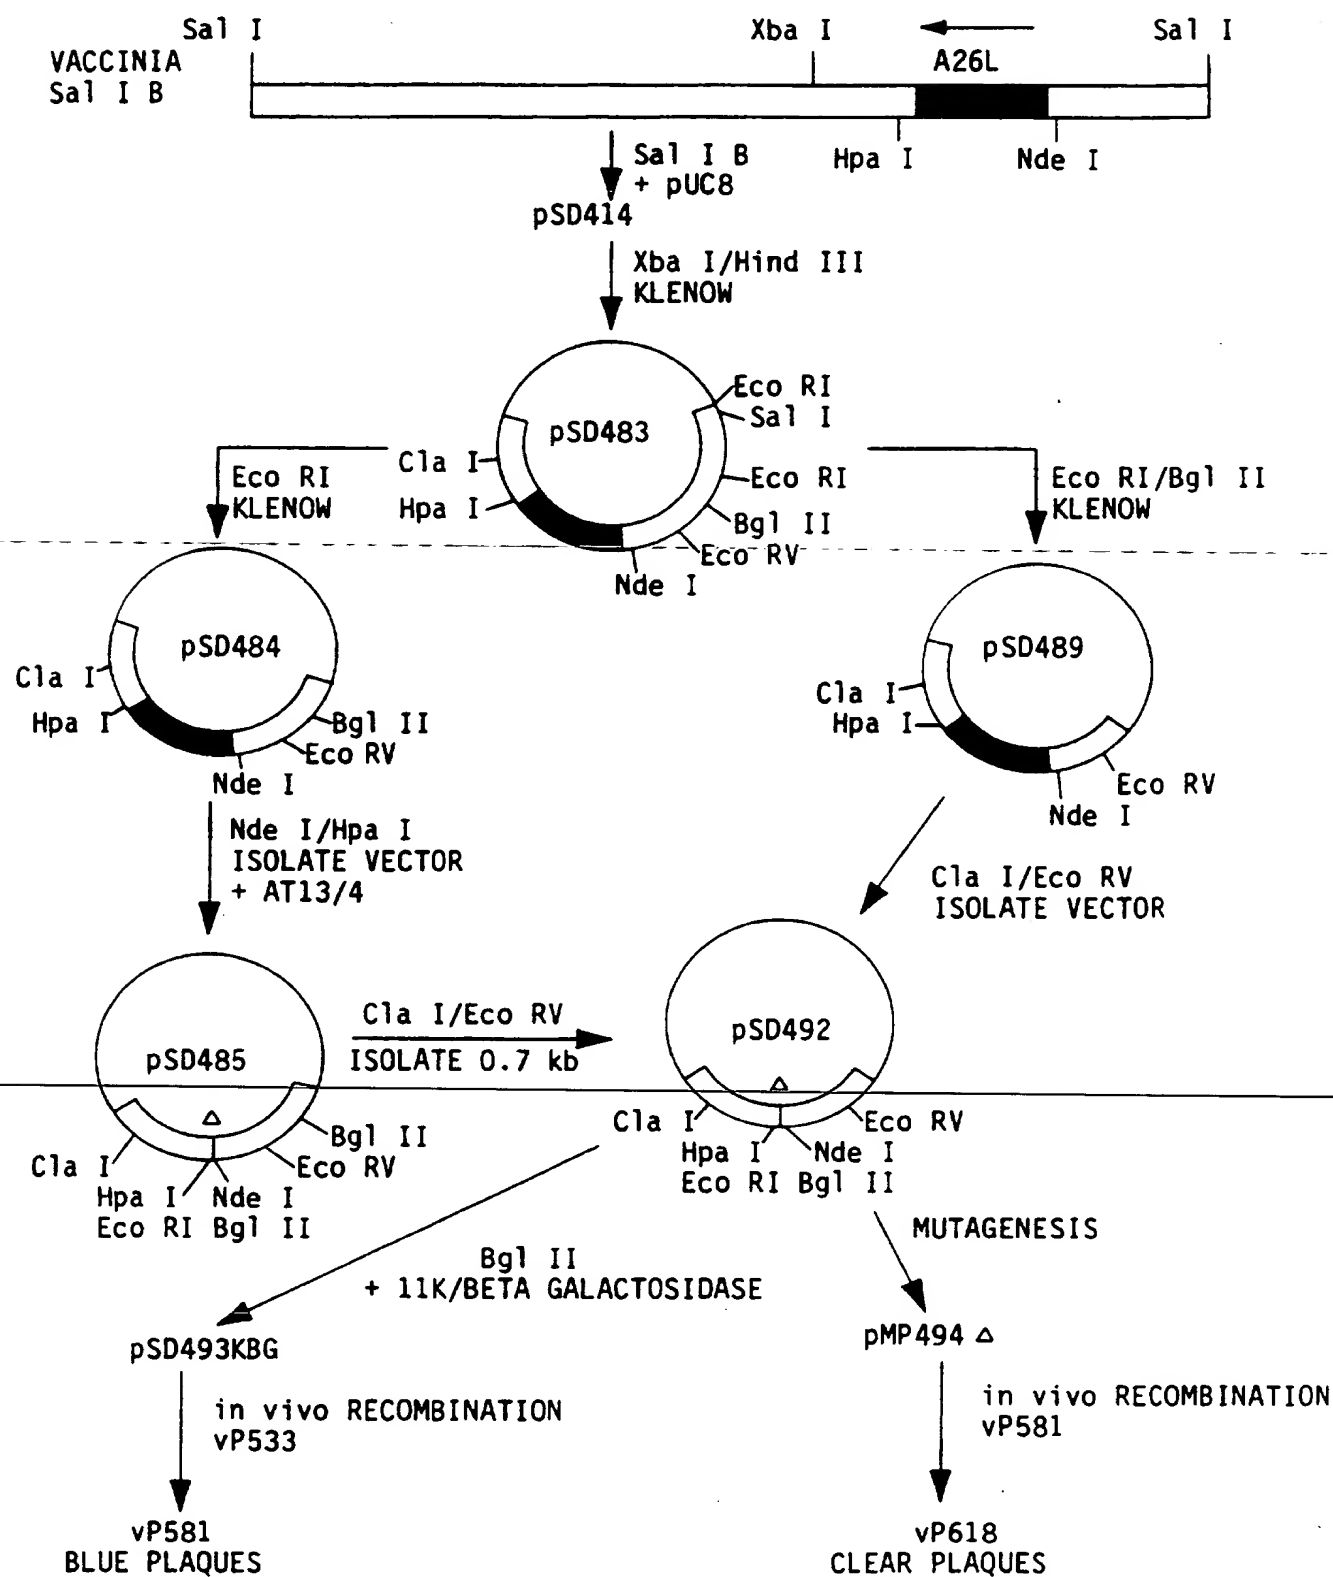 Sal I
Xba I
Sal I
VACCINIA
Sal I B
A26L
Hpa I
Nde I
Sal I B
+ pUC8
pSD414
Xba I/Hind III
KLENOW
pSD483
Eco RI
Sal I
Cla I
Eco RI
Hpa I
Bgl II
Eco RV
Nde I
Eco RI
KLENOW
Eco RI/Bgl II
KLENOW
pSD484
Cla I
Hpa I
Bgl II
Eco RV
Nde I
pSD489
Cla I
Hpa I
Eco RV
Nde I
Nde I/Hpa I
ISOLATE VECTOR
+ AT13/4
Cla I/Eco RV
ISOLATE VECTOR
pSD485
Cla I/Eco RV
ISOLATE 0.7 kb
pSD492
Δ
Bgl II
Cla I
Eco RV
Hpa I
Nde I
Eco RI Bgl II
Δ
Cla I
Eco RV
Hpa I
Nde I
Eco RI Bgl II
Bgl II
+ 11K/BETA GALACTOSIDASE
MUTAGENESIS
pSD493KBG
pMP494 Δ
in vivo RECOMBINATION
vP533
in vivo RECOMBINATION
vP581
vP581
BLUE PLAQUES
vP618
CLEAR PLAQUES